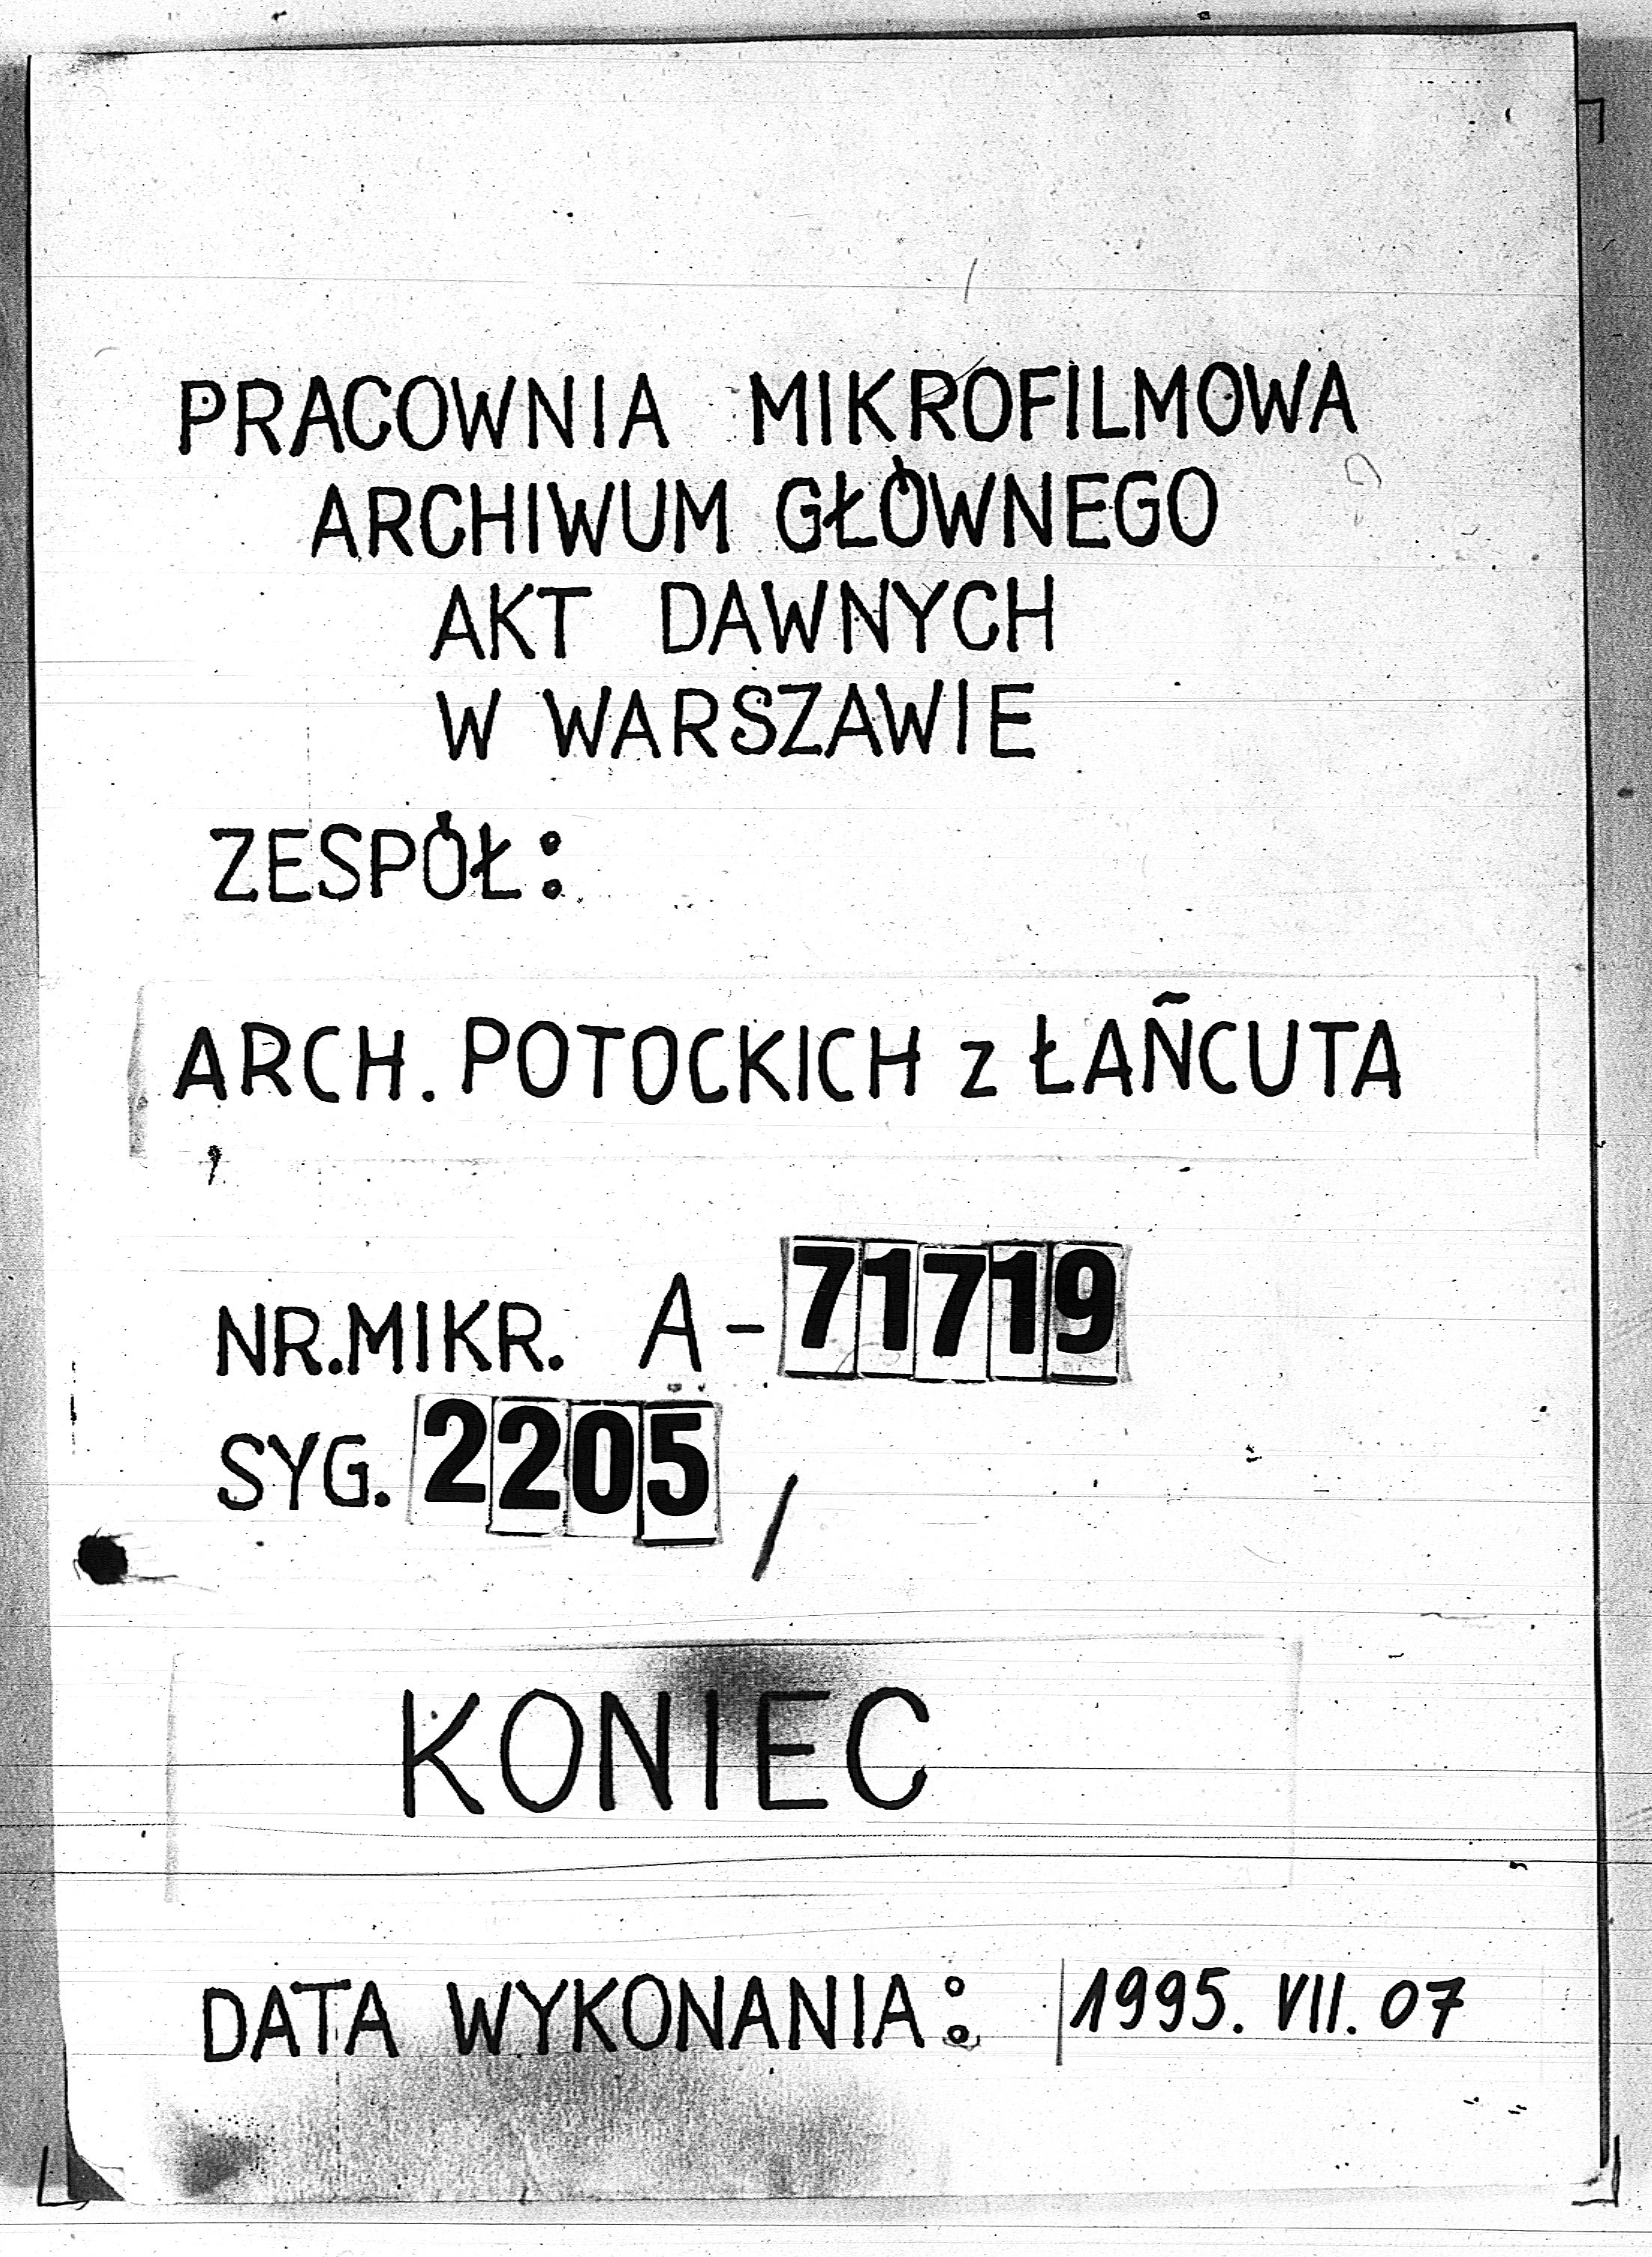 PRACOWNIA MIKROFILMOWA
ARCHIWUM GŁÓWNEGO
AKT DAWNYCH
W WARSZAWIE
ZESPÓŁ:
ARCH. POTOCKICH z ŁAŃCUTA
NR.MIKR. A-71719
SYG. 2205 /
KONIEC
DATA WYKONANIA: 1995. VII. 07